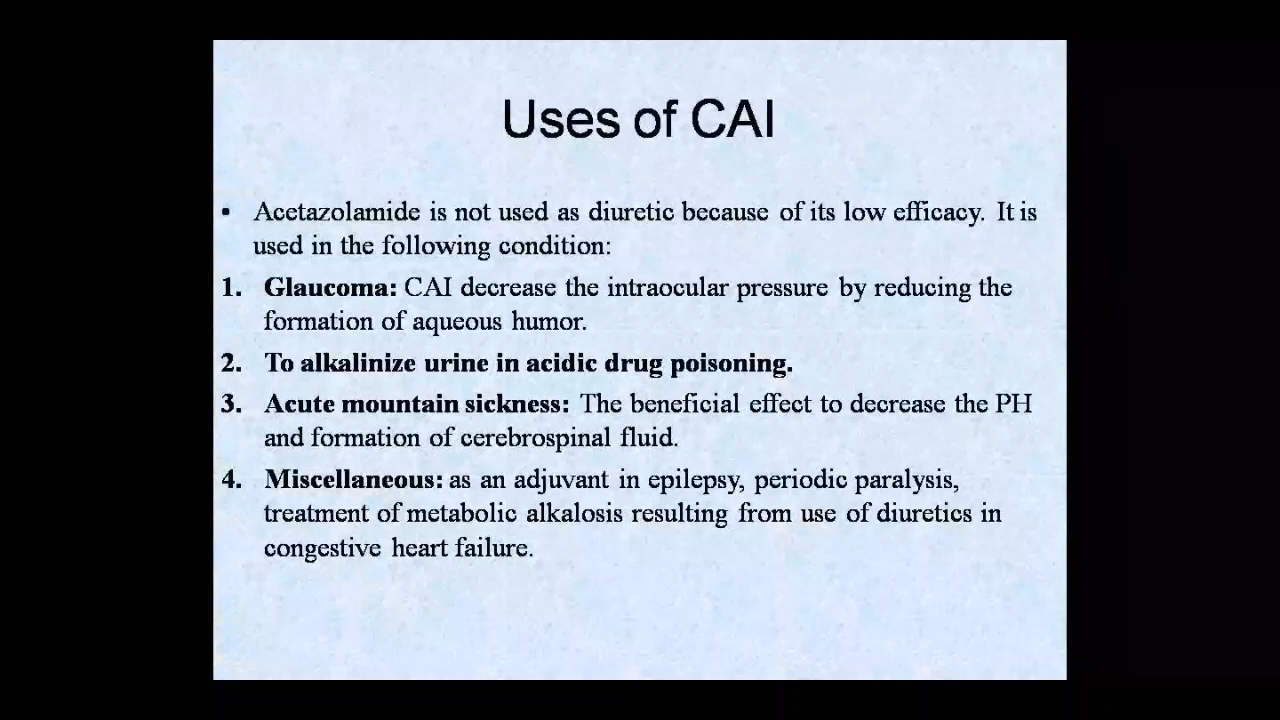 Uses of CAI
• Acetazolamide is not used as diuretic because of its low efficacy. It is
used in the following condition:
1. Glaucoma: CAI decrease the intraocular pressure by reducing the
formation of aqueous humor.
2. To alkalinize urine in acidic drug poisoning.
3. Acute mountain sickness: The beneficial effect to decrease the PH
and formation of cerebrospinal fluid.
4. Miscellaneous: as an adjuvant in epilepsy, periodic paralysis,
treatment of metabolic alkalosis resulting from use of diuretics in
congestive heart failure.